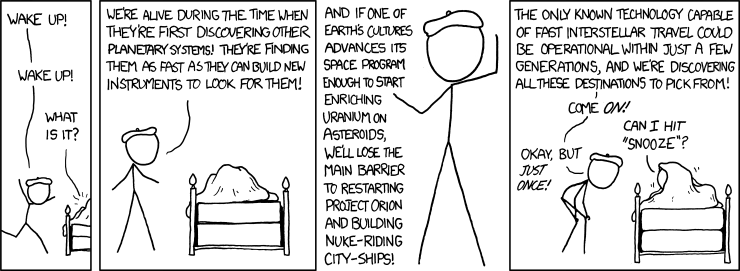 WAKE UP!
WAKE UP!
WHAT
IS IT?
WE'RE ALIVE DURING THE TIME WHEN
THEY'RE FIRST DISCOVERING OTHER
PLANETARY SYSTEMS! THEY'RE FINDING
THEM AS FAST AS THEY CAN BUILD NEW
INSTRUMENTS TO LOOK FOR THEM!
AND IF ONE OF
EARTH'S CULTURES
ADVANCES ITS
SPACE PROGRAM
ENOUGH TO START
ENRICHING
URANIUM ON
ASTEROIDS,
WE'LL LOSE THE
MAIN BARRIER
TO RESTARTING
PROJECT ORION
AND BUILDING
NUKE-RIDING
CITY-SHIPS!
THE ONLY KNOWN TECHNOLOGY CAPABLE
OF FAST INTERSTELLAR TRAVEL COULD
BE OPERATIONAL WITHIN JUST A FEW
GENERATIONS, AND WE'RE DISCOVERING
ALL THESE DESTINATIONS TO PICK FROM!
COME ON!
CAN I HIT
"SNOOZE"?
OKAY, BUT
JUST
ONCE!